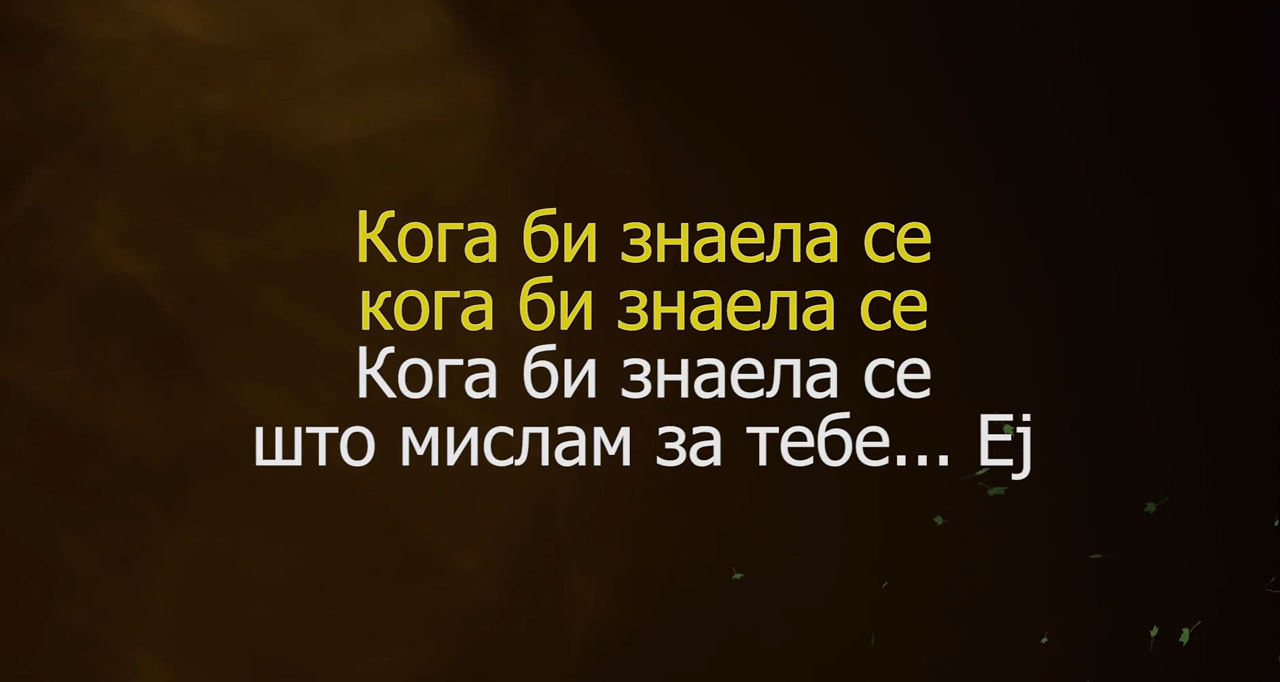 Кога би знаела се
кога би знаела се
Кога би знаела се
што мислам за тебе... Еј